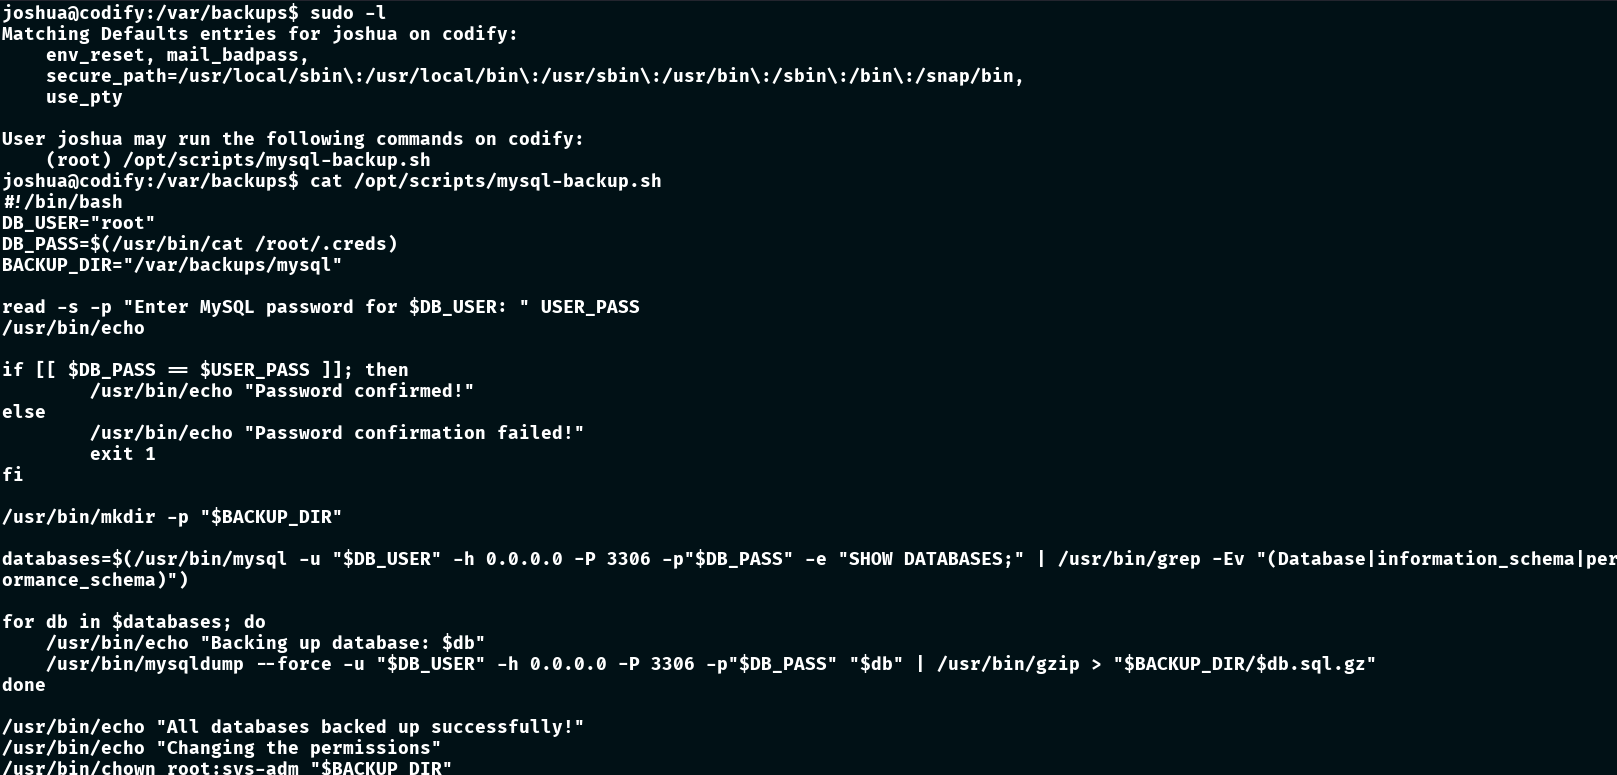 joshua@codify:/var/backups$ sudo -l
Matching Defaults entries for joshua on codify:
    env_reset, mail_badpass,
    secure_path=/usr/local/sbin\:/usr/local/bin\:/usr/sbin\:/usr/bin\:/sbin\:/bin\:/snap/bin,
    use_pty

User joshua may run the following commands on codify:
    (root) /opt/scripts/mysql-backup.sh
joshua@codify:/var/backups$ cat /opt/scripts/mysql-backup.sh
#!/bin/bash
DB_USER="root"
DB_PASS=$(/usr/bin/cat /root/.creds)
BACKUP_DIR="/var/backups/mysql"

read -s -p "Enter MySQL password for $DB_USER: " USER_PASS
/usr/bin/echo

if [[ $DB_PASS == $USER_PASS ]]; then
        /usr/bin/echo "Password confirmed!"
else
        /usr/bin/echo "Password confirmation failed!"
        exit 1
fi

/usr/bin/mkdir -p "$BACKUP_DIR"

databases=$(/usr/bin/mysql -u "$DB_USER" -h 0.0.0.0 -P 3306 -p"$DB_PASS" -e "SHOW DATABASES;" | /usr/bin/grep -Ev "(Database|information_schema|per
ormance_schema)")

for db in $databases; do
    /usr/bin/echo "Backing up database: $db"
    /usr/bin/mysqldump --force -u "$DB_USER" -h 0.0.0.0 -P 3306 -p"$DB_PASS" "$db" | /usr/bin/gzip > "$BACKUP_DIR/$db.sql.gz"
done

/usr/bin/echo "All databases backed up successfully!"
/usr/bin/echo "Changing the permissions"
/usr/bin/chown root:sys-adm "$BACKUP_DIR"